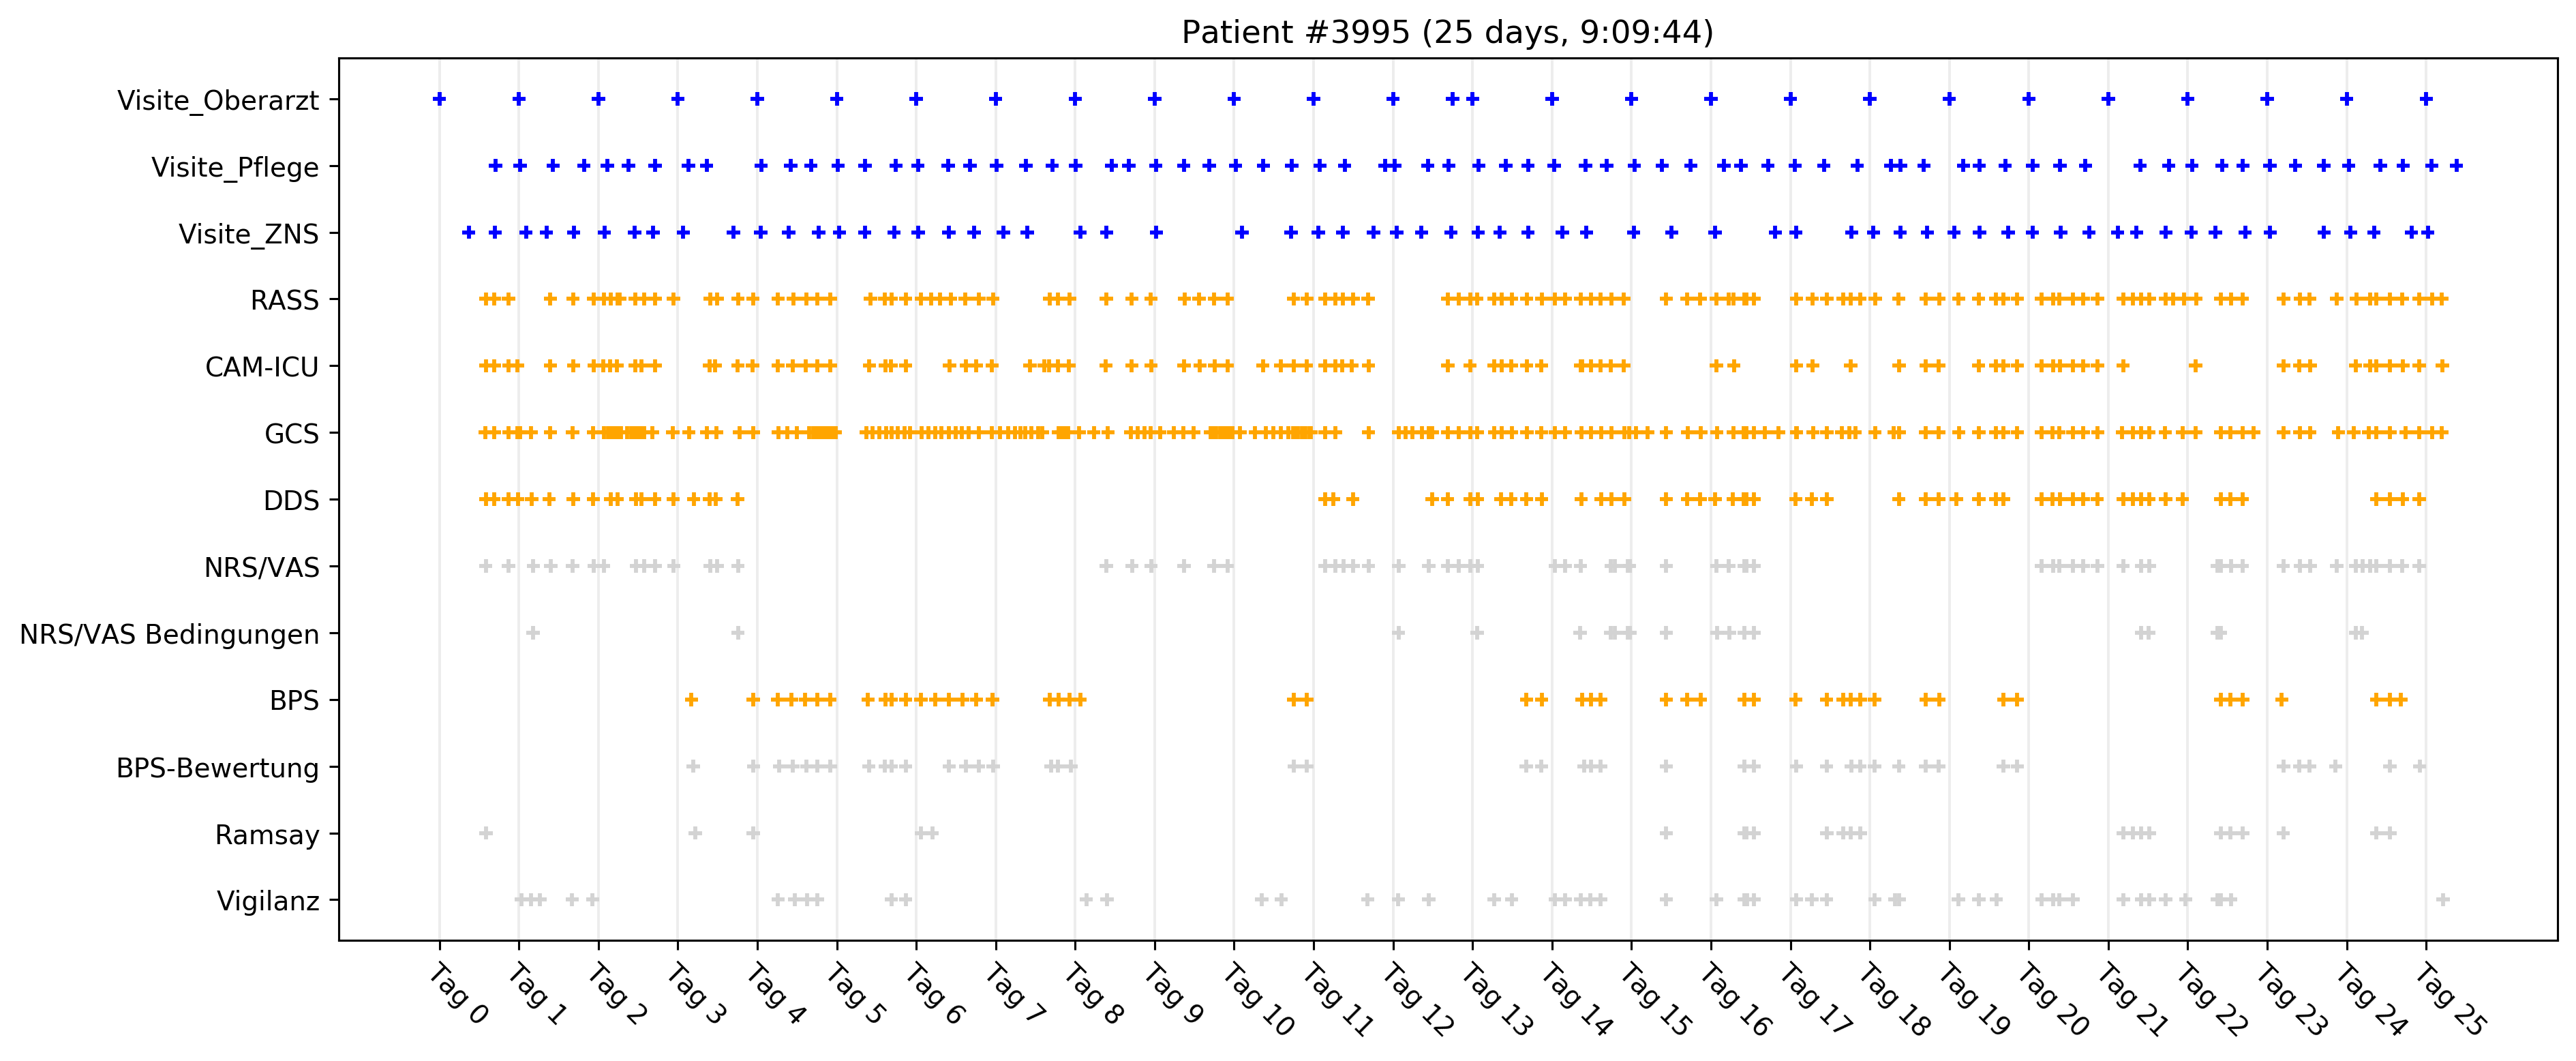 Patient #3995 (25 days, 9:09:44)
Visite_Oberarzt
Visite_Pflege
Visite_ZNS
RASS
CAM-ICU
GCS
DDS
NRS/VAS
NRS/VAS Bedingungen
BPS
BPS-Bewertung
Ramsay
Vigilanz
Tag 0
Tag 1
Tag 2
Tag 3
Tag 4
Tag 5
Tag 6
Tag 7
Tag 8
Tag 9
Tag 10
Tag 11
Tag 12
Tag 13
Tag 14
Tag 15
Tag 16
Tag 17
Tag 18
Tag 19
Tag 20
Tag 21
Tag 22
Tag 23
Tag 24
Tag 25